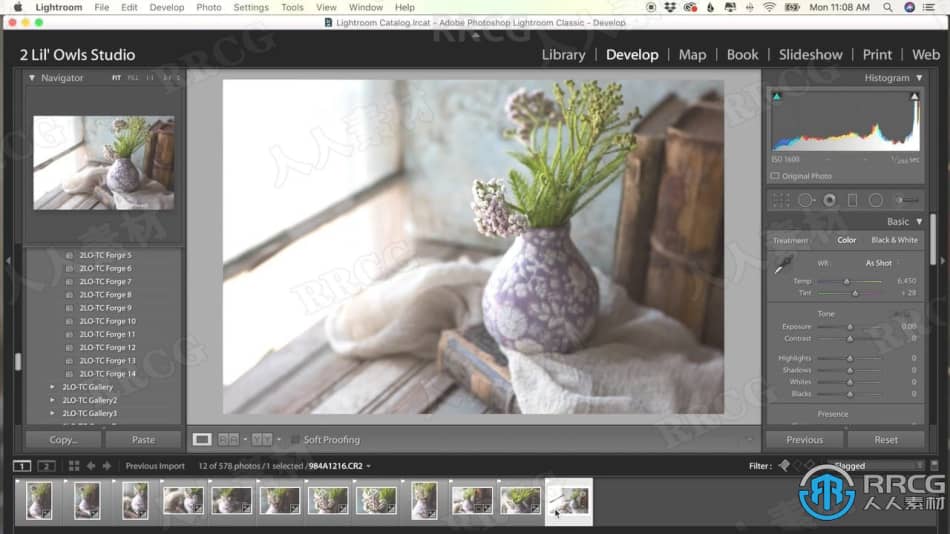 Lightroom File Edit Develop Photo Settings Tools View Window Help Mon 11:08 AM
Lightroom Catalog.lrcat - Adobe Photoshop Lightroom Classic - Develop
2 Lil' Owls Studio
Library | Develop | Map | Book | Slideshow | Print | Web
Navigator FIT FILL 1:1
Histogram
ISO 1600
Original Photo
Basic
Treatment: Color Black & White
WB: As Shot
Temp 6,450
Tint + 28
Tone
Exposure 0.00
Contrast 0
Highlights 0
Shadows 0
Whites 0
Blacks 0
Presence
Previous Reset
2LO-TC Forge 5
2LO-TC Forge 6
2LO-TC Forge 7
2LO-TC Forge 8
2LO-TC Forge 9
2LO-TC Forge 10
2LO-TC Forge 11
2LO-TC Forge 12
2LO-TC Forge 13
2LO-TC Forge 14
2LO-TC Gallery
2LO-TC Gallery2
2LO-TC Gallery3
Copy... Paste
Soft Proofing
1 2 Previous Import 12 of 578 photos / 1 selected / 984A1216.CR2
Filter: Flagged
RRCG
人人素材